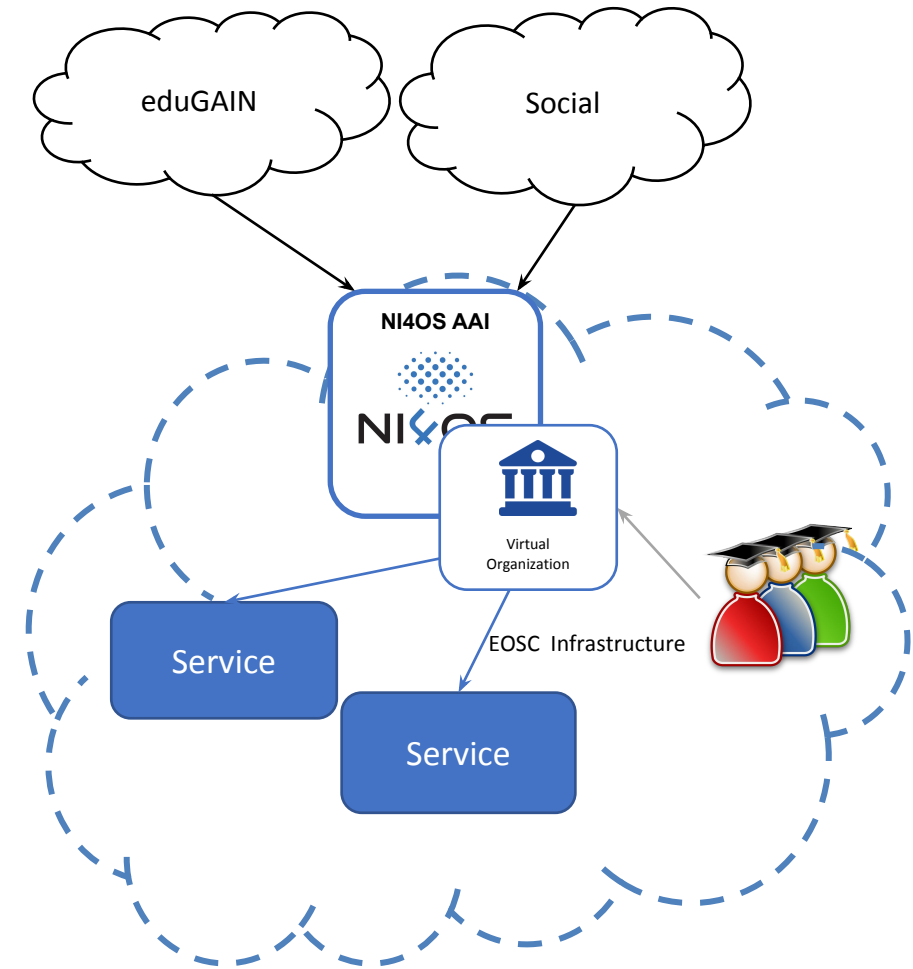 eduGAIN
Social
NI4OS AAI
NI4OS
Virtual
Organization
EOSC Infrastructure
Service
Service